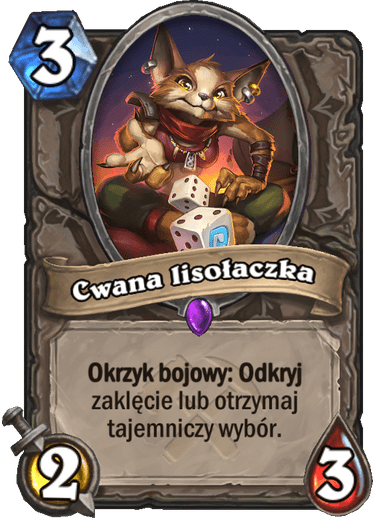 3
Cwana lisołaczka
Okrzyk bojowy: Odkryj
zaklęcie lub otrzymaj
tajemniczy wybór.
2
3